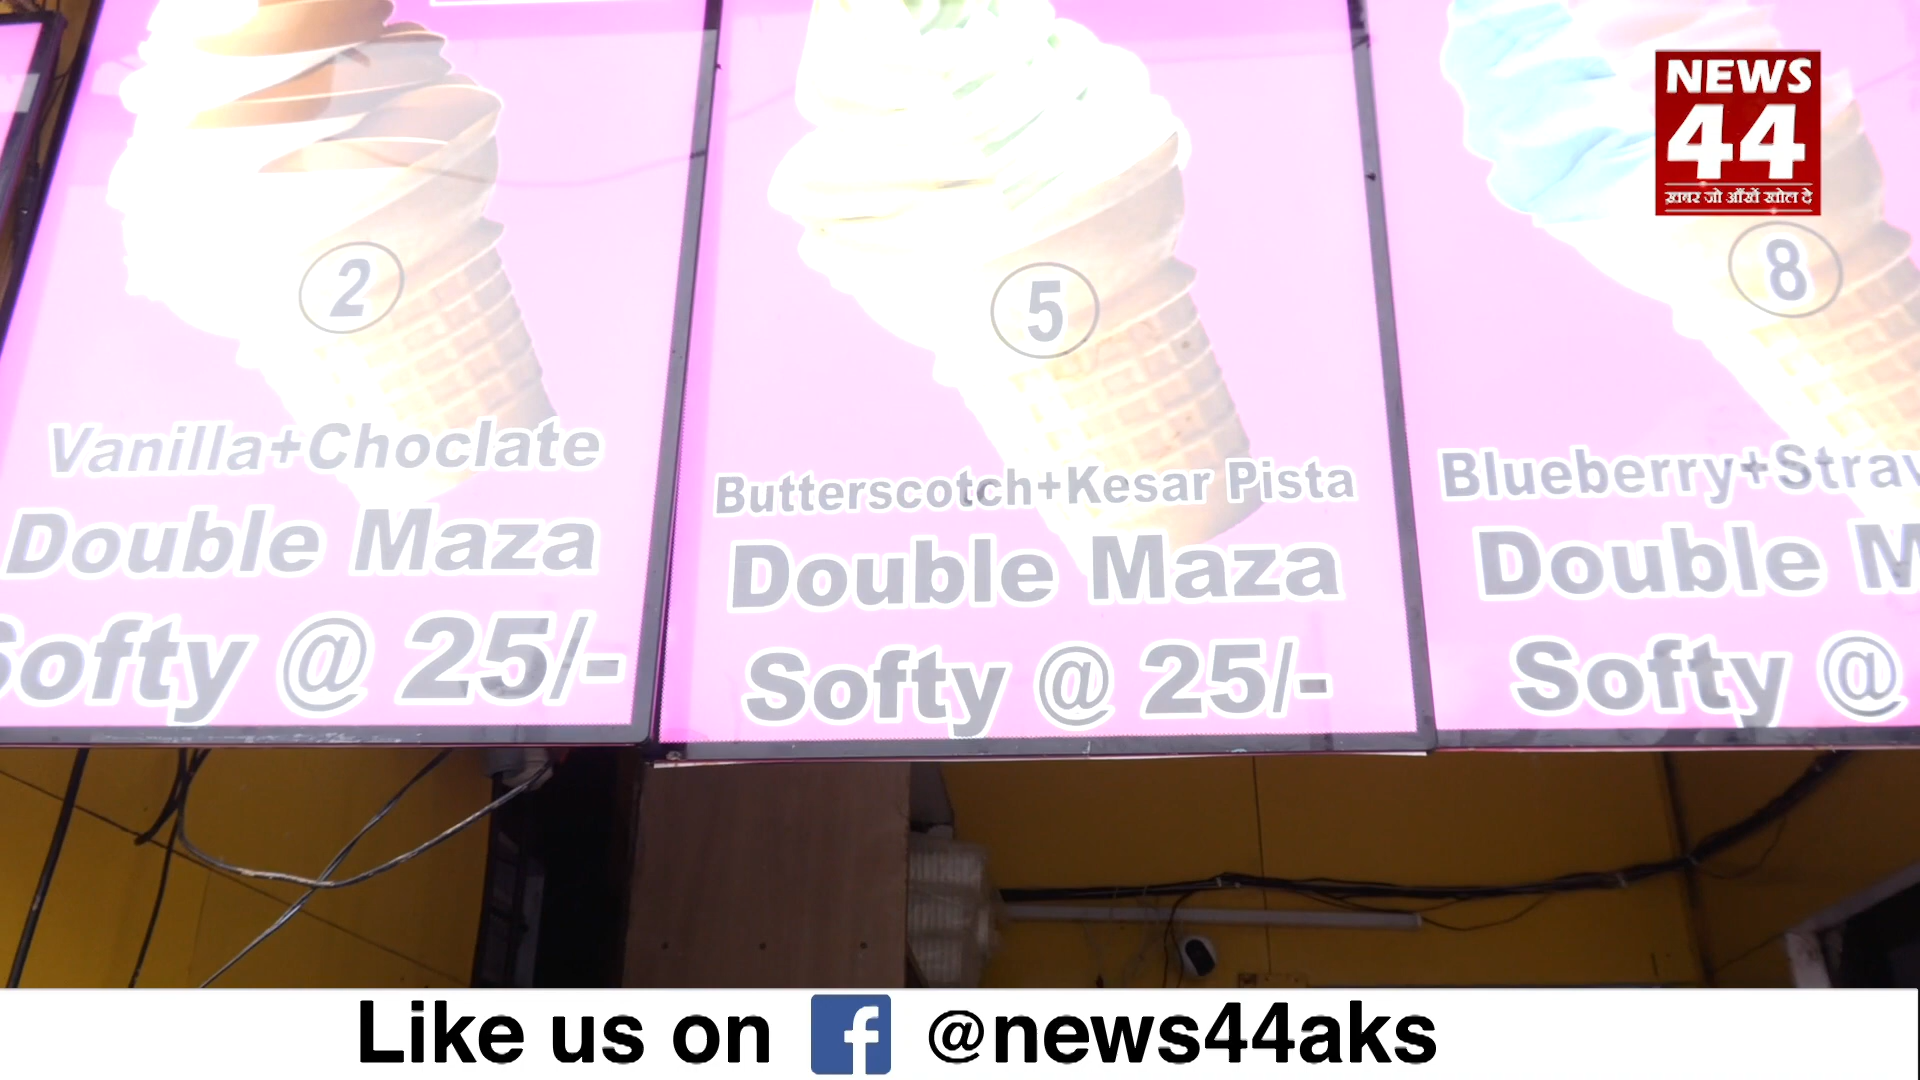 NEWS
44
ख़बर जो आँखें खोल दे
2
Vanilla+Choclate
Double Maza
Softy @ 25/-
5
Butterscotch+Kesar Pista
Double Maza
Softy @ 25/-
8
Blueberry+
Double
Softy @
Like us on f @news44aks